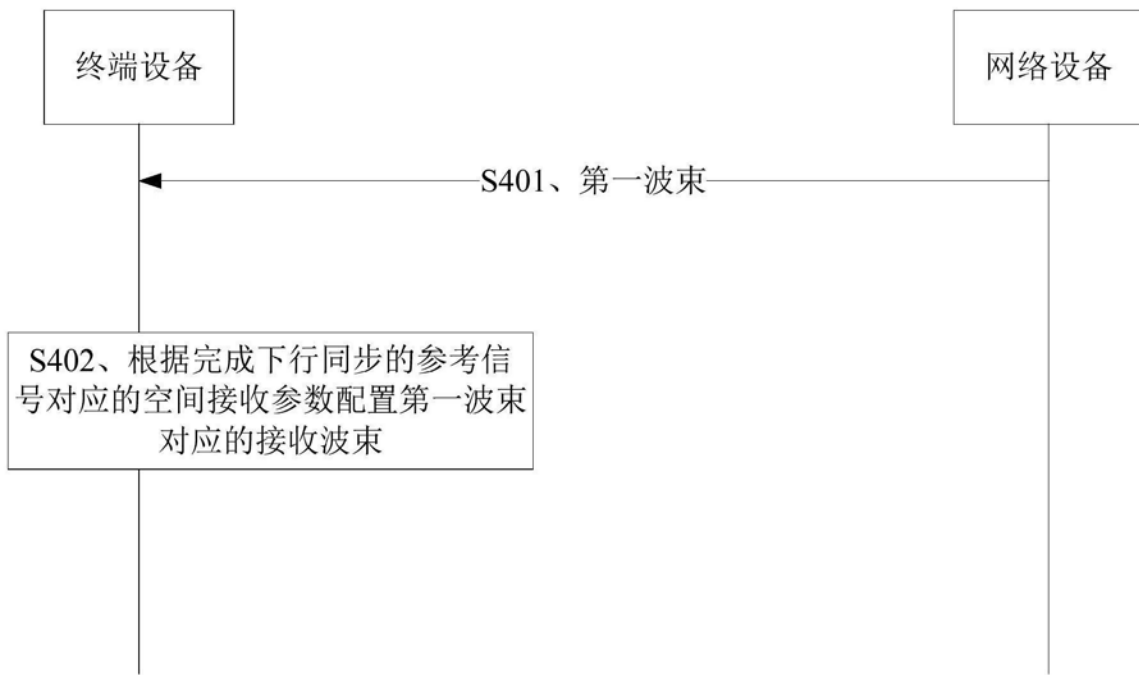 终端设备
网络设备
S401、第一波束
S402、根据完成下行同步的参考信
号对应的空间接收参数配置第一波束
对应的接收波束